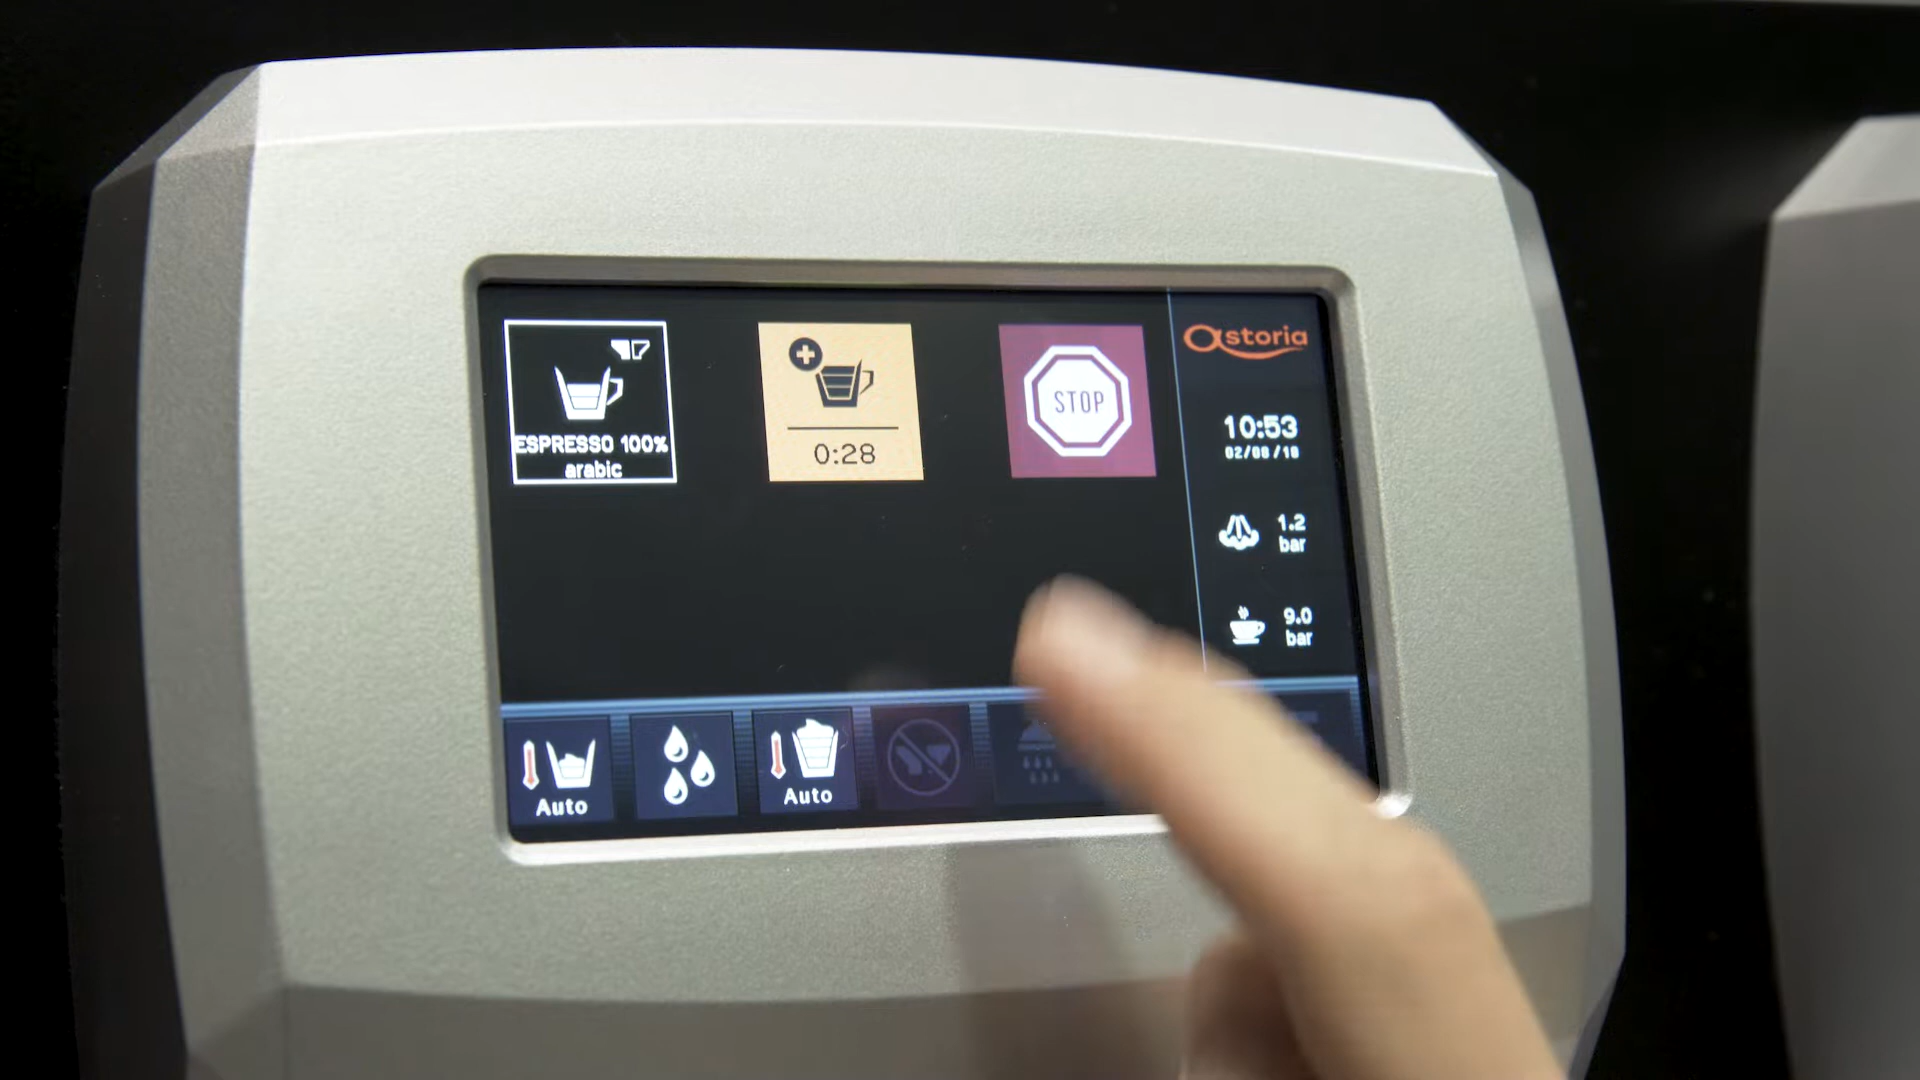 ESPRESSO 100%
arabic
0:28
STOP
astoria
10:53
02/08/18
1.2
bar
9.0
bar
Auto
Auto